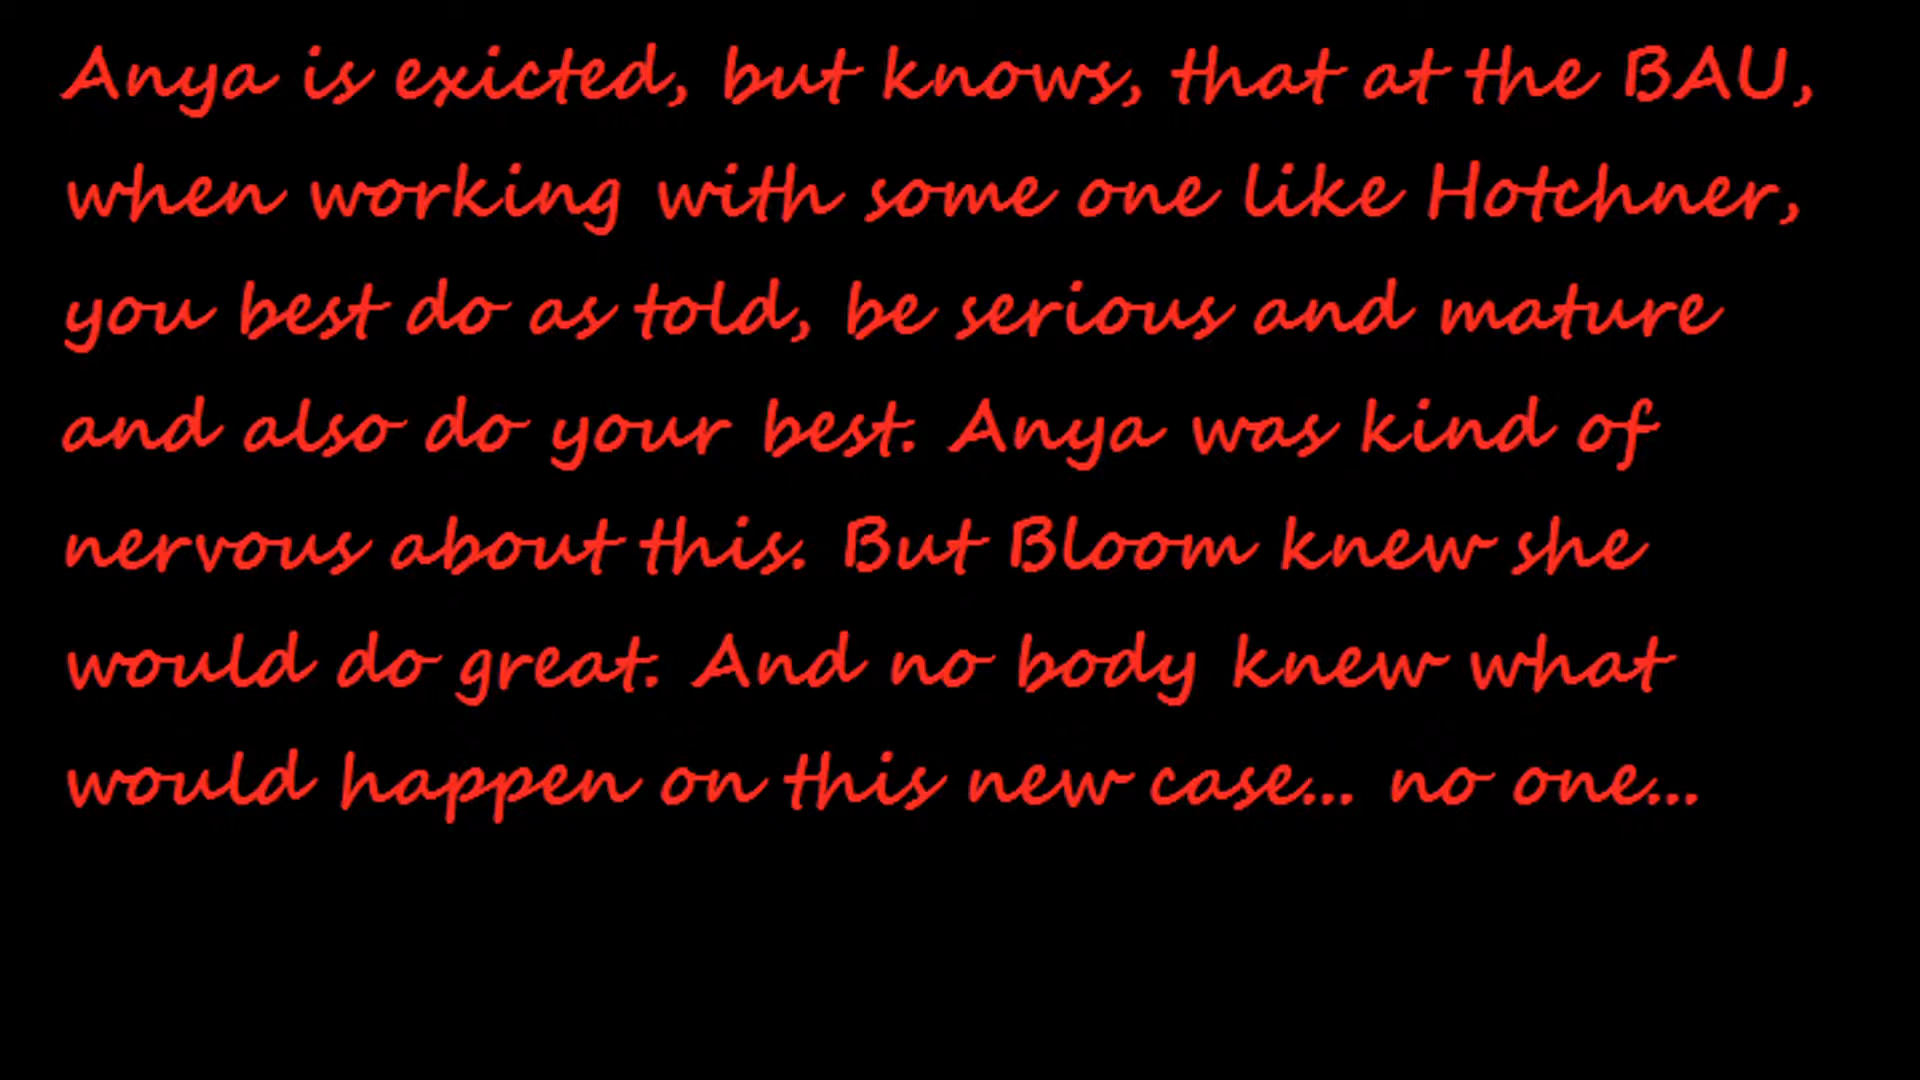 Anya is exicted, but knows, that at the BAU,
when working with some one like Hotchner,
you best do as told, be serious and mature
and also do your best. Anya was kind of
nervous about this. But Bloom knew she
would do great. And no body knew what
would happen on this new case... no one...